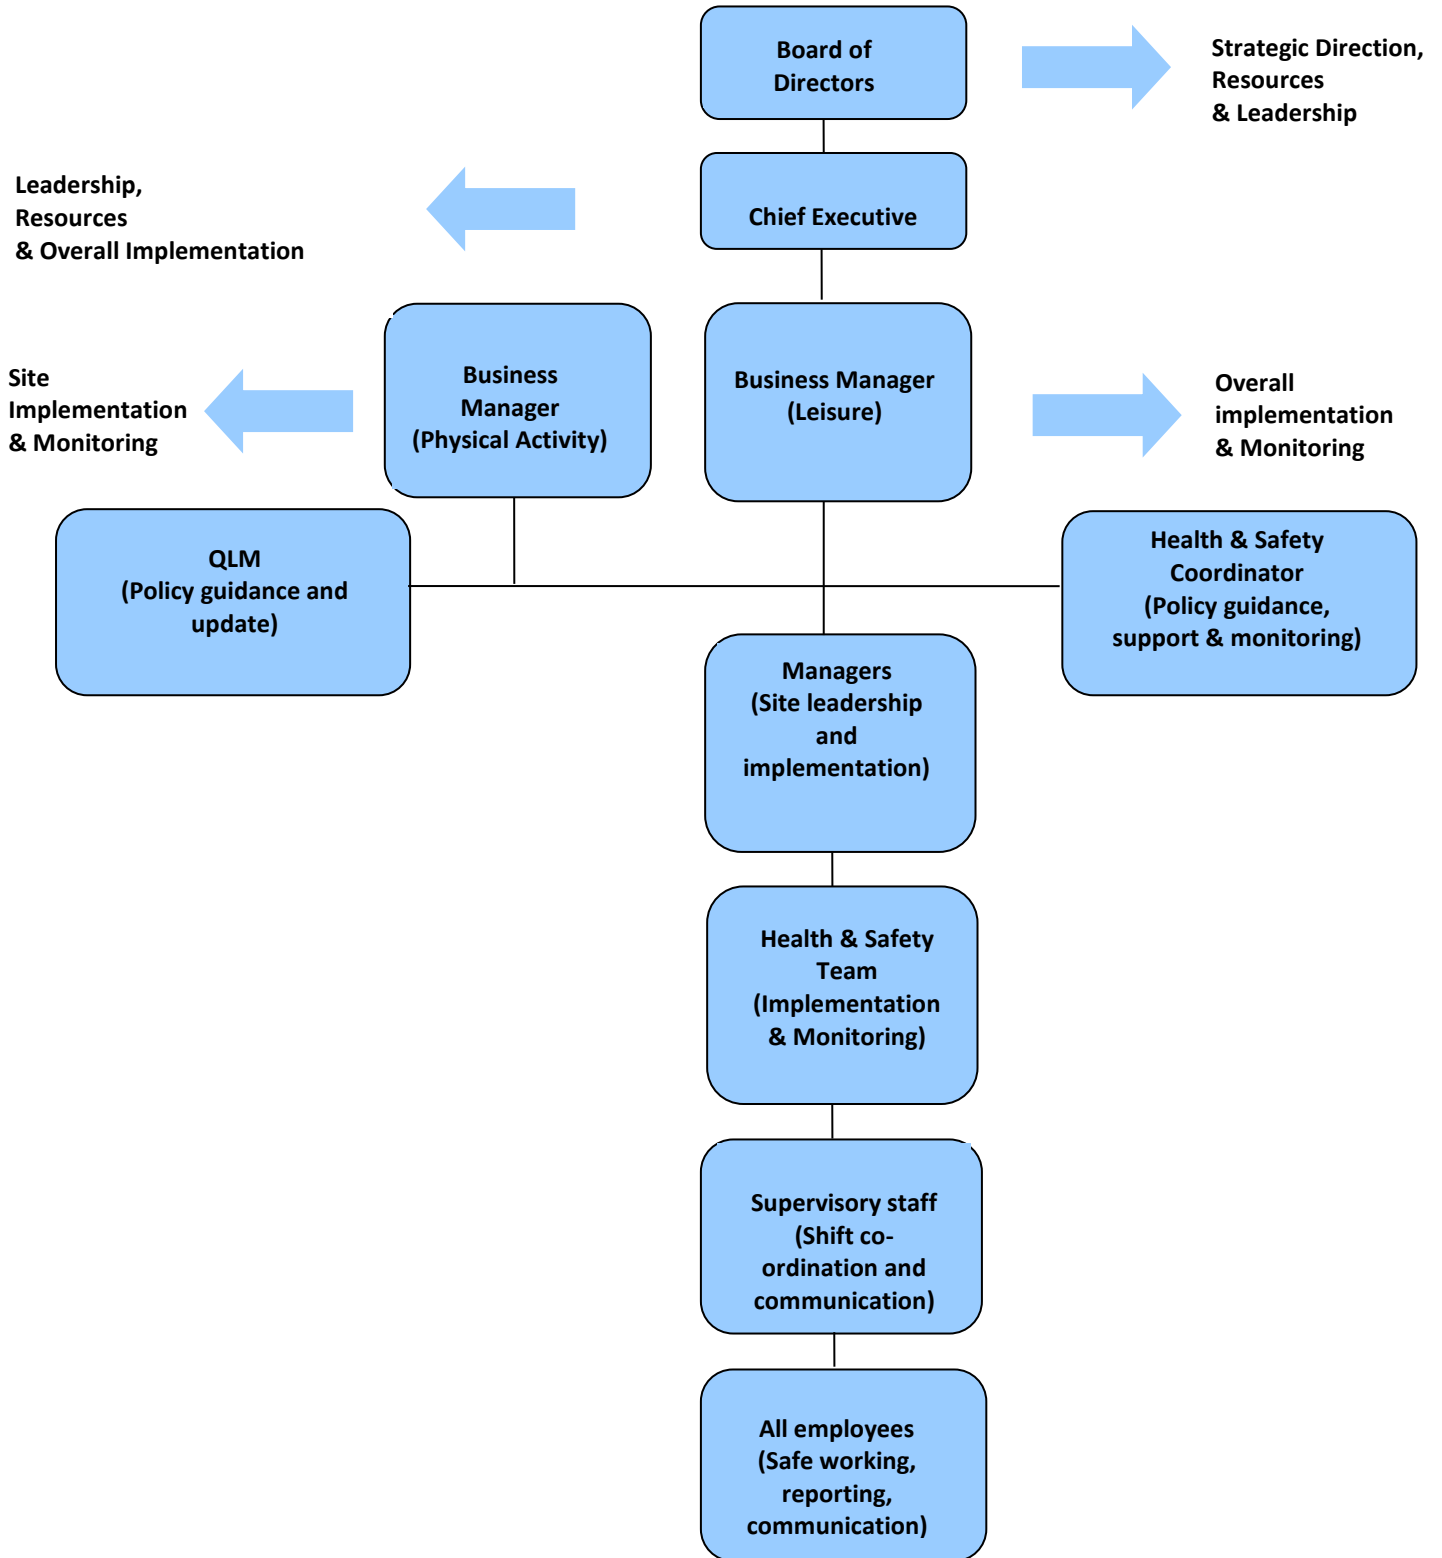 Board of
Directors
Strategic Direction,
Resources
& Leadership
Leadership,
Resources
& Overall Implementation
Chief Executive
Site
Implementation
& Monitoring
Business
Manager
(Physical Activity)
Business Manager
(Leisure)
Overall
implementation
& Monitoring
QLM
(Policy guidance and
update)
Health & Safety
Coordinator
(Policy guidance,
support & monitoring)
Managers
(Site leadership
and
implementation)
Health & Safety
Team
(Implementation
& Monitoring)
Supervisory staff
(Shift co-
ordination and
communication)
All employees
(Safe working,
reporting,
communication)